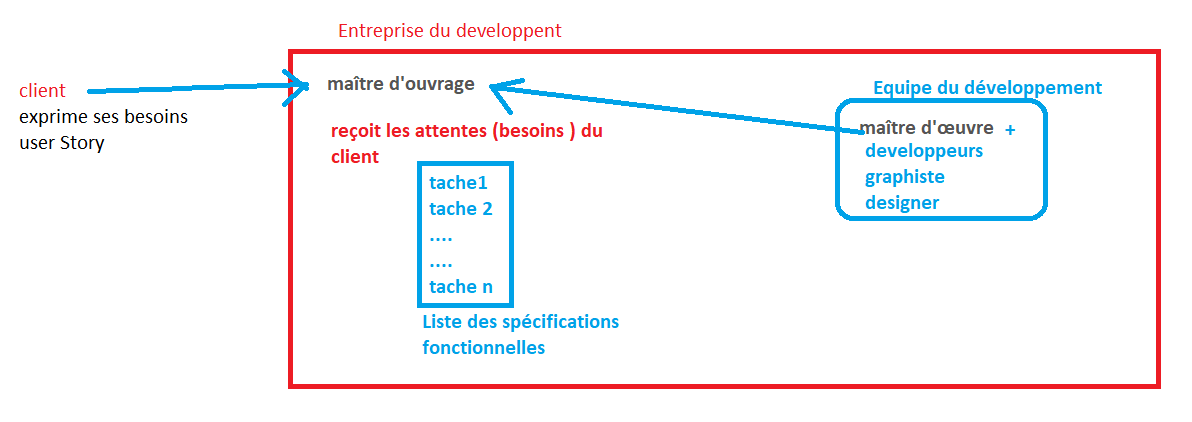 Entreprise du developpent
client
exprime ses besoins
user Story
maître d'ouvrage
reçoit les attentes (besoins ) du
client
tache1
tache 2
....
....
tache n
Liste des spécifications
fonctionnelles
Equipe du développement
maître d'œuvre +
developpeurs
graphiste
designer